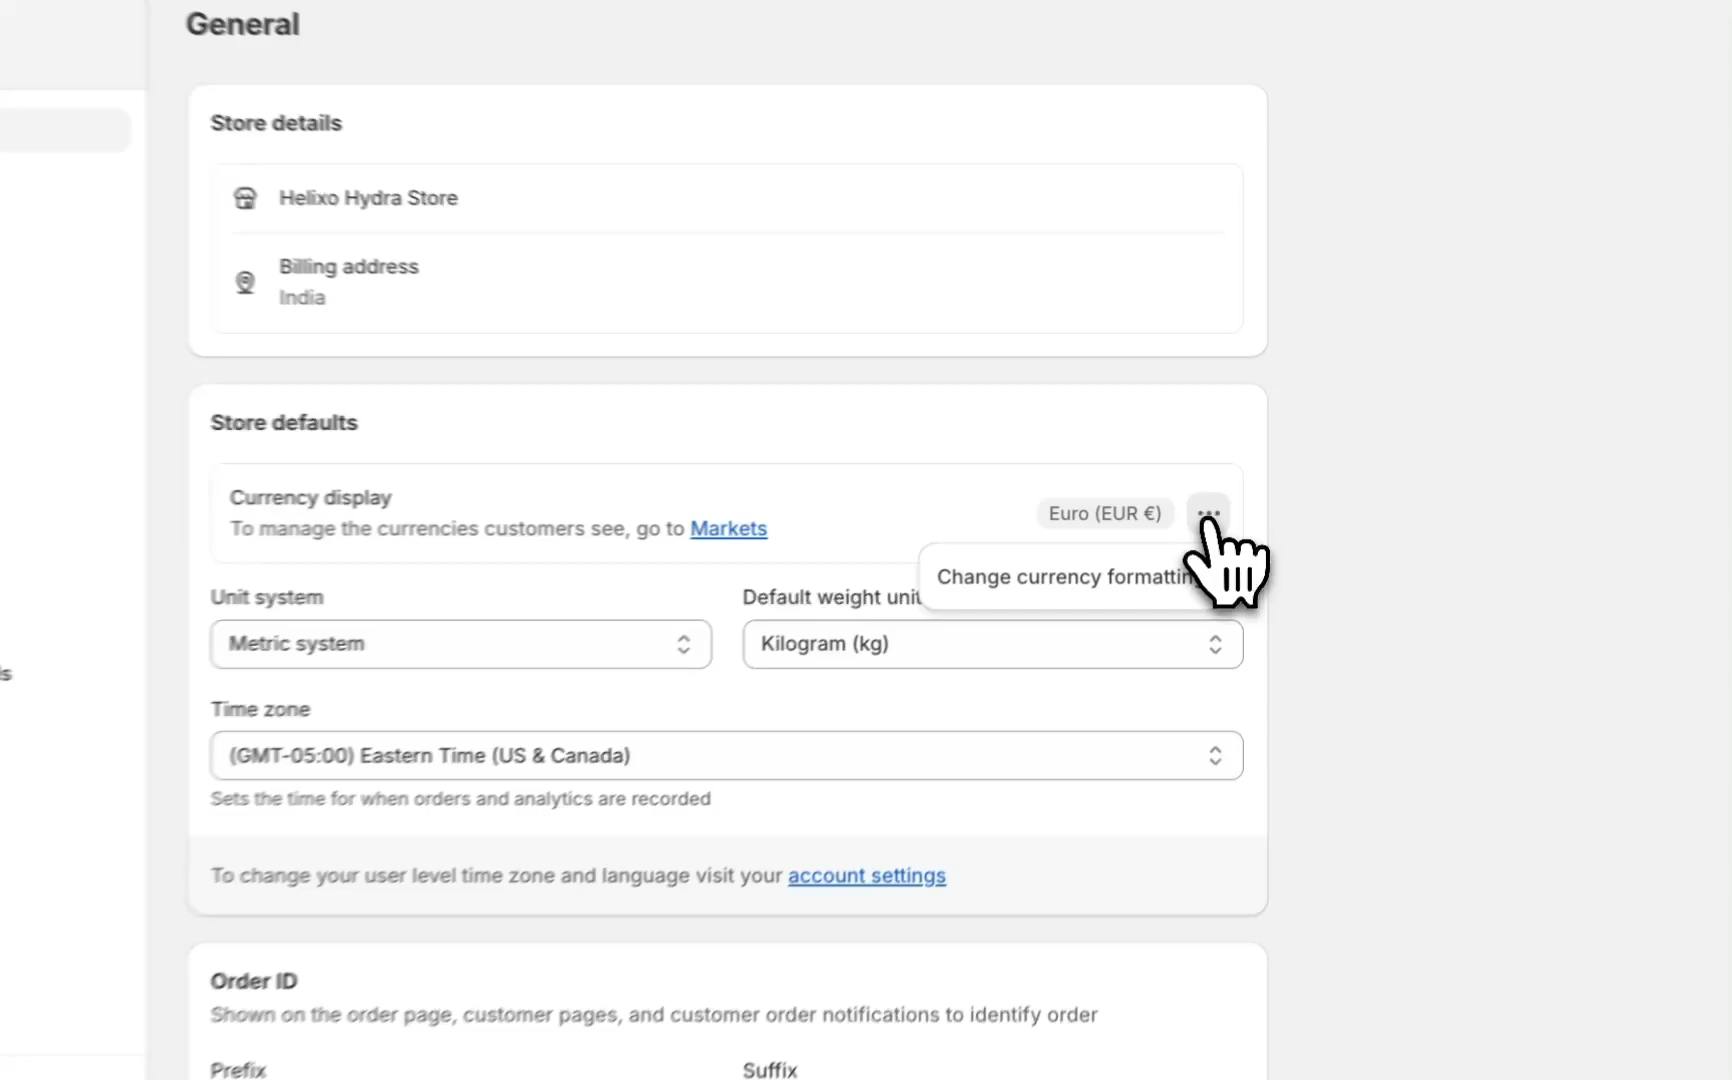 General
Store details
Helixo Hydra Store
Billing address
India
Store defaults
Currency display
To manage the currencies customers see, go to Markets
Euro (EUR €)
Change currency formatting
Unit system
Default weight unit
Metric system
Kilogram (kg)
Time zone
(GMT-05:00) Eastern Time (US & Canada)
Sets the time for when orders and analytics are recorded
To change your user level time zone and language visit your account settings
Order ID
Shown on the order page, customer pages, and customer order notifications to identify order
Prefix
Suffix